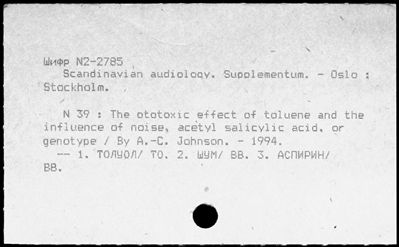 Шифр N2-2785
Scandinavian audiology. Supplementum. - Oslo :
Stockholm.
N 39 : The ototoxic effect of toluene and the
influence of noise, acetyl salicylic acid, or
genotype / By A.-C. Johnson. - 1994.
-- 1. ТОЛУОЛ/ ТО. 2. ШУМ/ ВВ. 3. АСПИРИН/
ВВ.